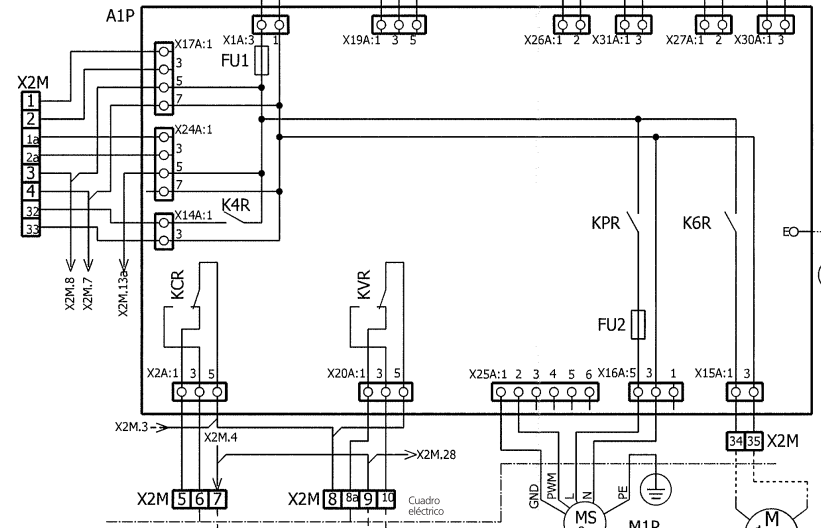 A1P
X17A:1
X1A:3 1
X19A:1 3 5
X26A:1 2
X31A:1 3
X27A:1 2
X30A:1 3
3
FU1
X2M
5
1
7
2
X24A:1
1a
3
2a
5
3
7
4
K4R
32
X14A:1
KPR
K6R
33
3
E
X2M.8
X2M.7
X2M.13a
KCR
KVR
FU2
X2A:1 3 5
X20A:1 3 5
X25A:1 2 3 4 5 6
X16A:5 3 1
X15A:1 3
X2M.3
X2M.4
34 35 X2M
X2M.28
X2M 5 6 7
X2M 8 8a 9 10
Cuadro
eléctrico
GND
PWM
L
N
PE
MS
M1P
M